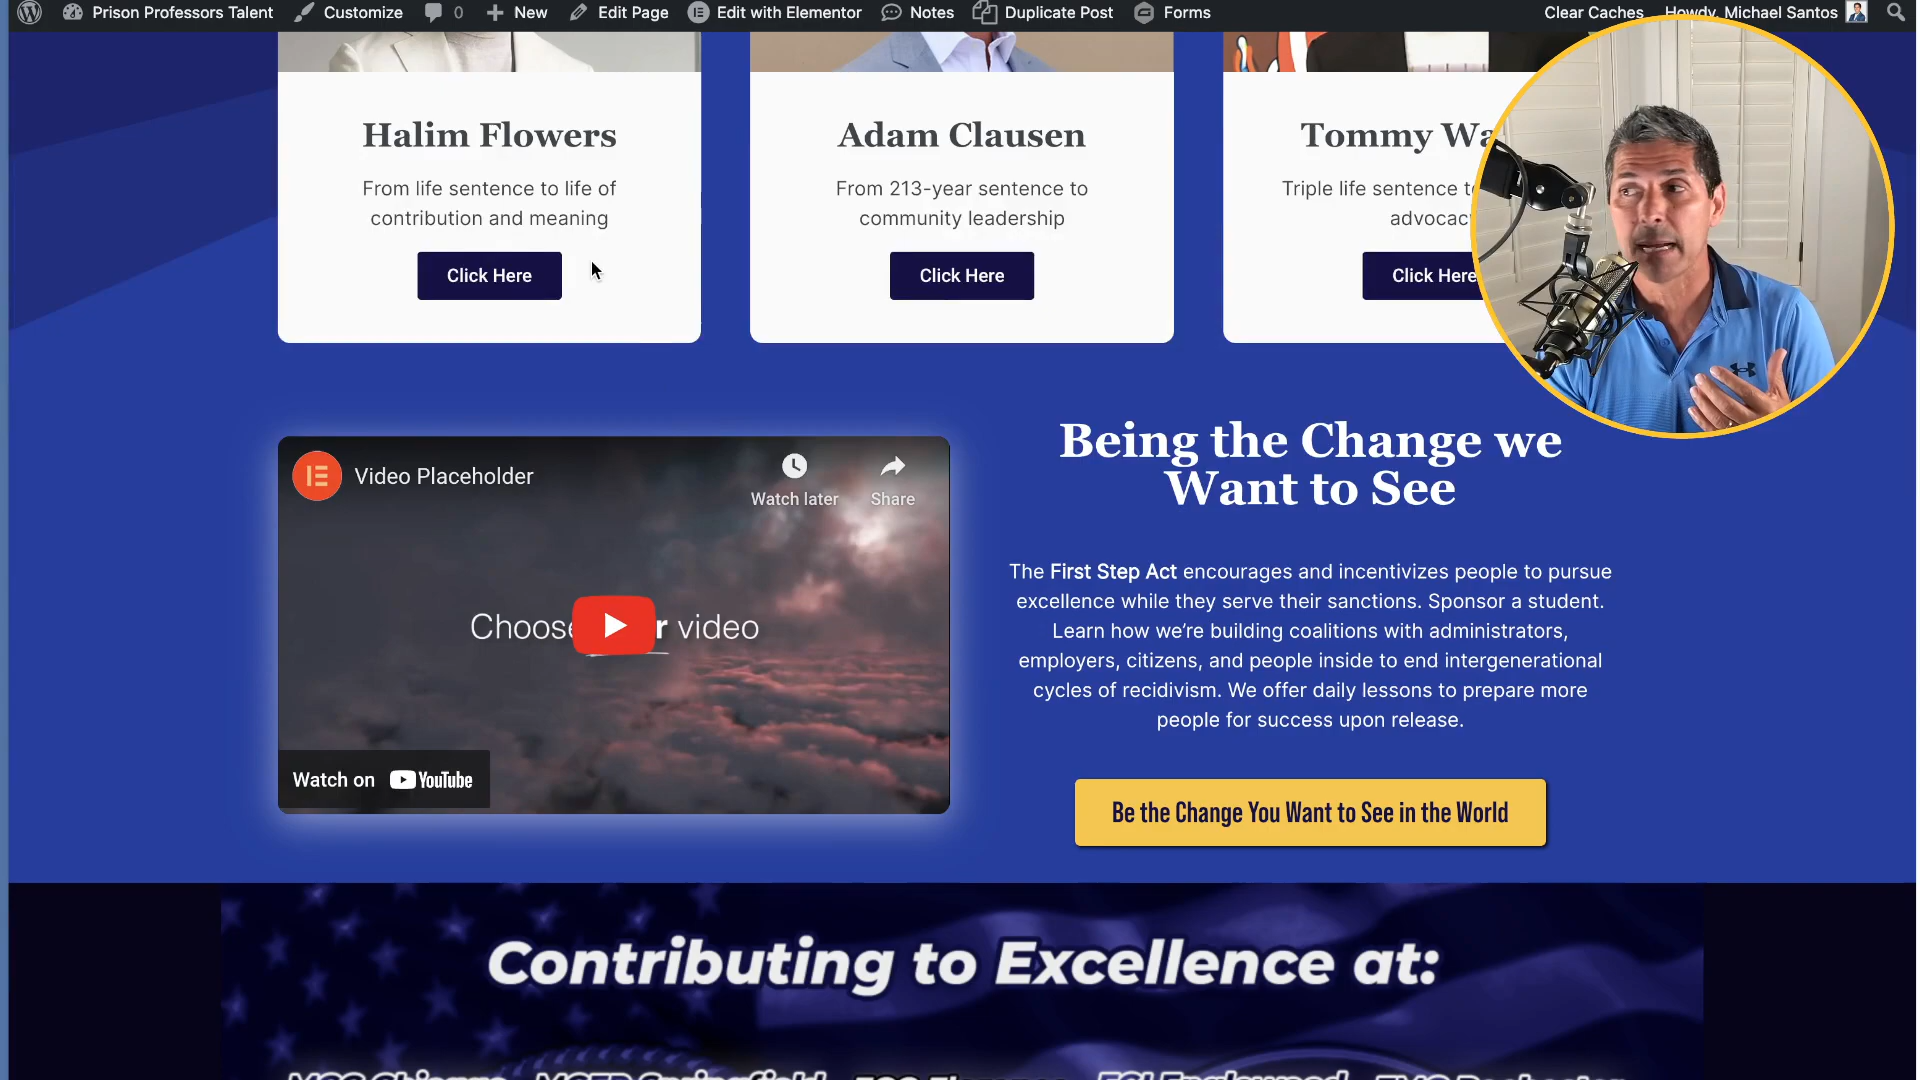 Prison Professors Talent Customize 0 New Edit Page Edit with Elementor Notes Duplicate Post Forms Clear Caches Howdy, Michael Santos
Halim Flowers
From life sentence to life of
contribution and meaning
Click Here
Adam Clausen
From 213-year sentence to
community leadership
Click Here
Tommy
Triple life sentence
Click Here
Video Placeholder
Watch later
Share
video
Watch on YouTube
Being the Change we
Want to See
The First Step Act encourages and incentivizes people to pursue
excellence while they serve their sanctions. Sponsor a student.
Learn how we’re building coalitions with administrators,
employers, citizens, and people inside to end intergenerational
cycles of recidivism. We offer daily lessons to prepare more
people for success upon release.
Be the Change You Want to See in the World
Contributing to Excellence at: